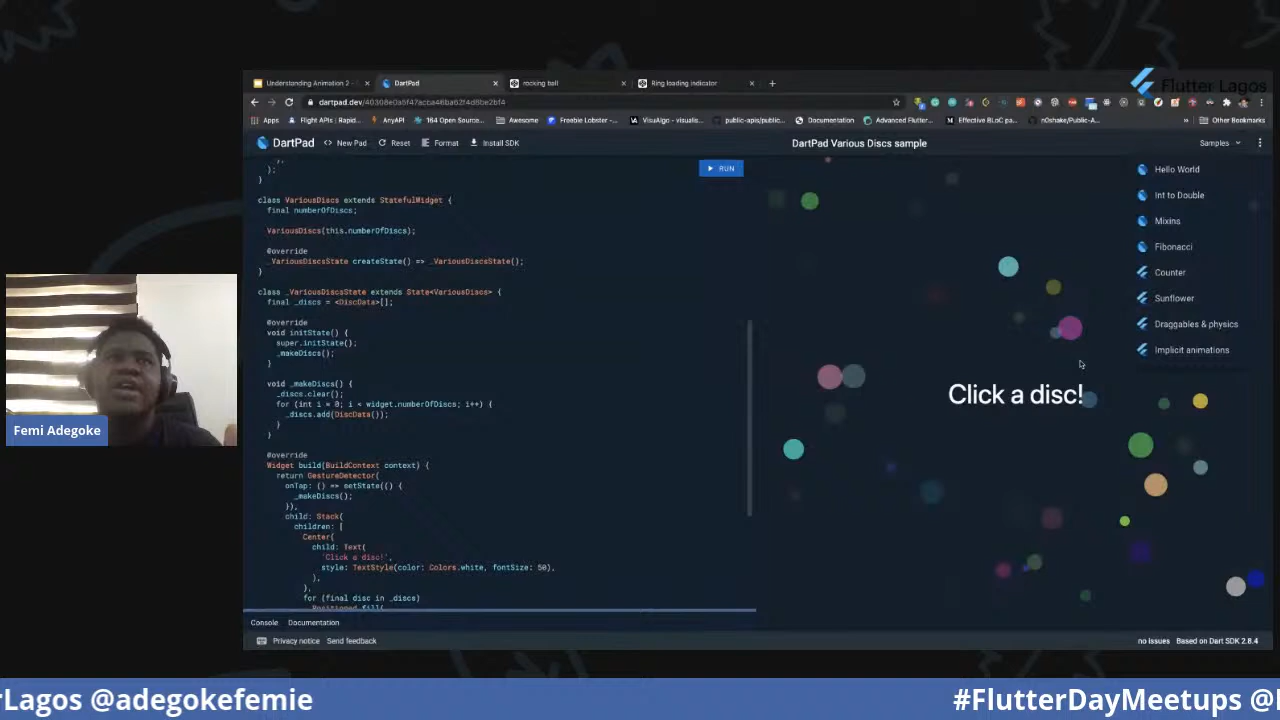 Understanding Animation 2 -
DartPad
rocking ball
Ring loading indicator
Flutter Lagos
dartpad.dev/40308e0a5f47acba46ba62f4d8be2bf4
Apps
Flight APIs | Rapid...
AnyAPI
164 Open Source...
Awesome
Freebie Lobster -...
VisuAlgo - visualis...
public-apis/public...
Documentation
Advanced Flutter...
Effective BLoC pa...
n0shake/Public-A...
Other Bookmarks
DartPad
New Pad
Reset
Format
Install SDK
DartPad Various Discs sample
Samples
RUN
);
);
}
class VariousDiscs extends StatefulWidget {
final numberOfDiscs;
VariousDiscs(this.numberOfDiscs);
@override
_VariousDiscsState createState() => _VariousDiscsState();
}
class _VariousDiscsState extends State<VariousDiscs> {
final _discs = <DiscData>[];
@override
void initState() {
super.initState();
_makeDiscs();
}
void _makeDiscs() {
_discs.clear();
for (int i = 0; i < widget.numberOfDiscs; i++) {
_discs.add(DiscData());
}
}
@override
Widget build(BuildContext context) {
return GestureDetector(
onTap: () => setState(() {
_makeDiscs();
}),
child: Stack(
children: [
Center(
child: Text(
'Click a disc!',
style: TextStyle(color: Colors.white, fontSize: 50),
),
),
for (final disc in _discs)
Positioned.fill(
Click a disc!
Hello World
Int to Double
Mixins
Fibonacci
Counter
Sunflower
Draggables & physics
Implicit animations
Femi Adegoke
Console
Documentation
Privacy notice
Send feedback
no issues
Based on Dart SDK 2.8.4
rLagos @adegokefemie
#FlutterDayMeetups @